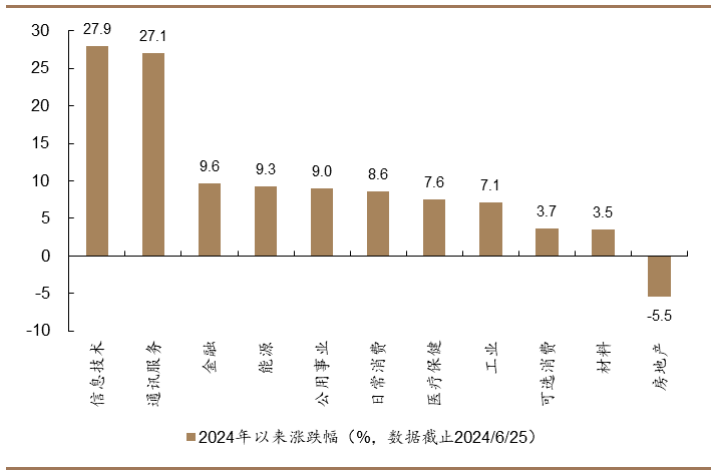 30
25
20
15
10
5
0
-5
-10
27.9
27.1
9.6
9.3
9.0
8.6
7.6
7.1
3.7
3.5
-5.5
信息技术
通讯服务
金融
能源
公用事业
日常消费
医疗保健
工业
可选消费
材料
房地产
2024年以来涨跌幅（%，数据截止2024/6/25）